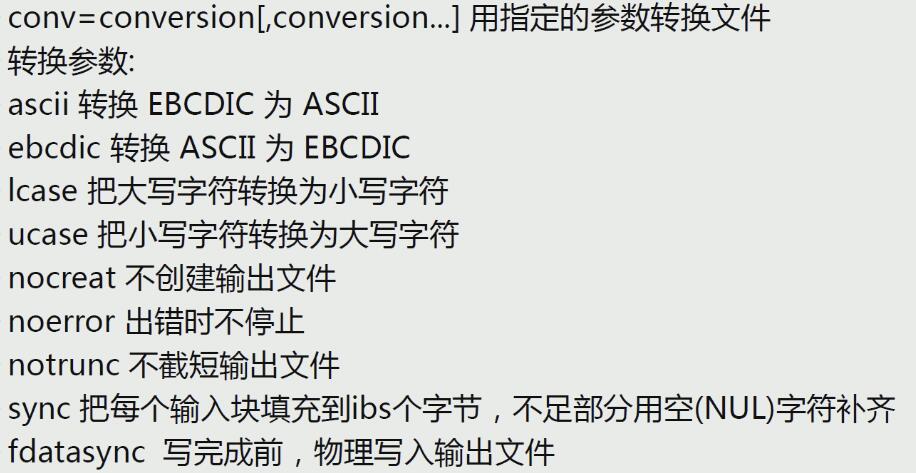 conv=conversion[,conversion...] 用指定的参数转换文件
转换参数:
ascii 转换 EBCDIC 为 ASCII
ebcdic 转换 ASCII 为 EBCDIC
lcase 把大写字符转换为小写字符
ucase 把小写字符转换为大写字符
nocreat 不创建输出文件
noerror 出错时不停止
notrunc 不截短输出文件
sync 把每个输入块填充到ibs个字节，不足部分用空(NUL)字符补齐
fdatasync  写完成前，物理写入输出文件